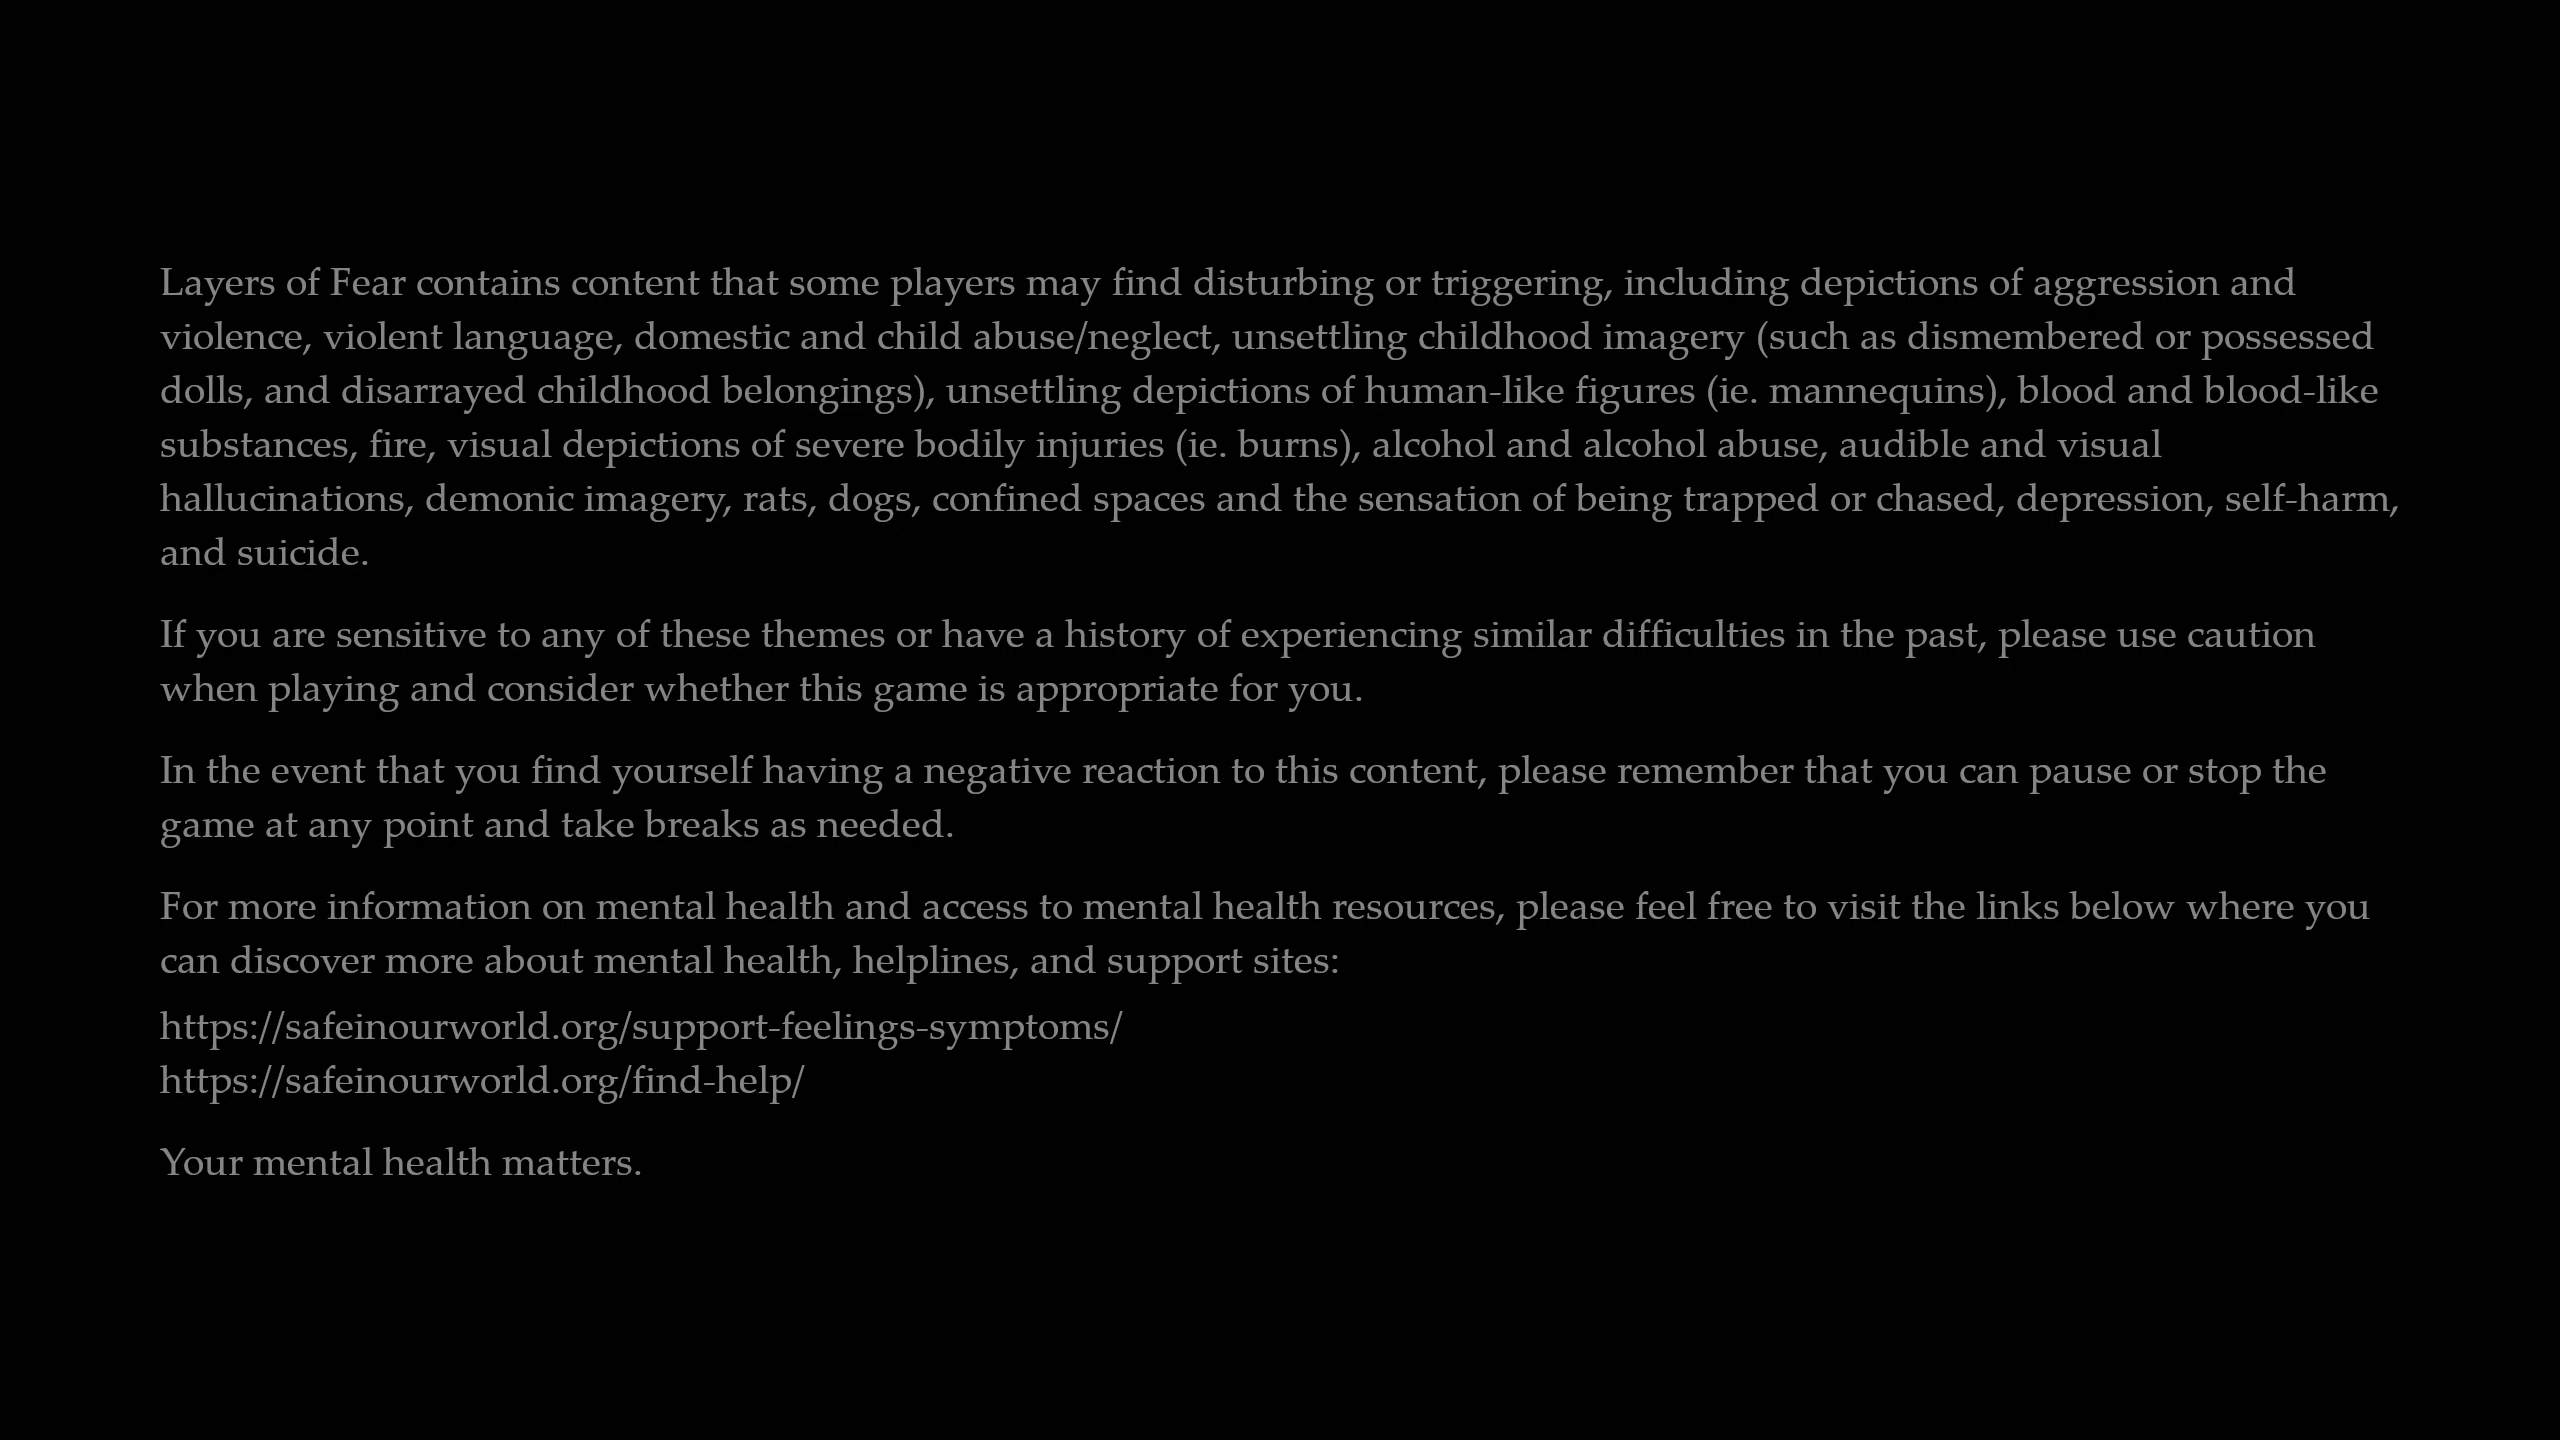 Layers of Fear contains content that some players may find disturbing or triggering, including depictions of aggression and
violence, violent language, domestic and child abuse/neglect, unsettling childhood imagery (such as dismembered or possessed
dolls, and disarrayed childhood belongings), unsettling depictions of human-like figures (ie. mannequins), blood and blood-like
substances, fire, visual depictions of severe bodily injuries (ie. burns), alcohol and alcohol abuse, audible and visual
hallucinations, demonic imagery, rats, dogs, confined spaces and the sensation of being trapped or chased, depression, self-harm,
and suicide.
If you are sensitive to any of these themes or have a history of experiencing similar difficulties in the past, please use caution
when playing and consider whether this game is appropriate for you.
In the event that you find yourself having a negative reaction to this content, please remember that you can pause or stop the
game at any point and take breaks as needed.
For more information on mental health and access to mental health resources, please feel free to visit the links below where you
can discover more about mental health, helplines, and support sites:
https://safeinourworld.org/support-feelings-symptoms/
https://safeinourworld.org/find-help/
Your mental health matters.